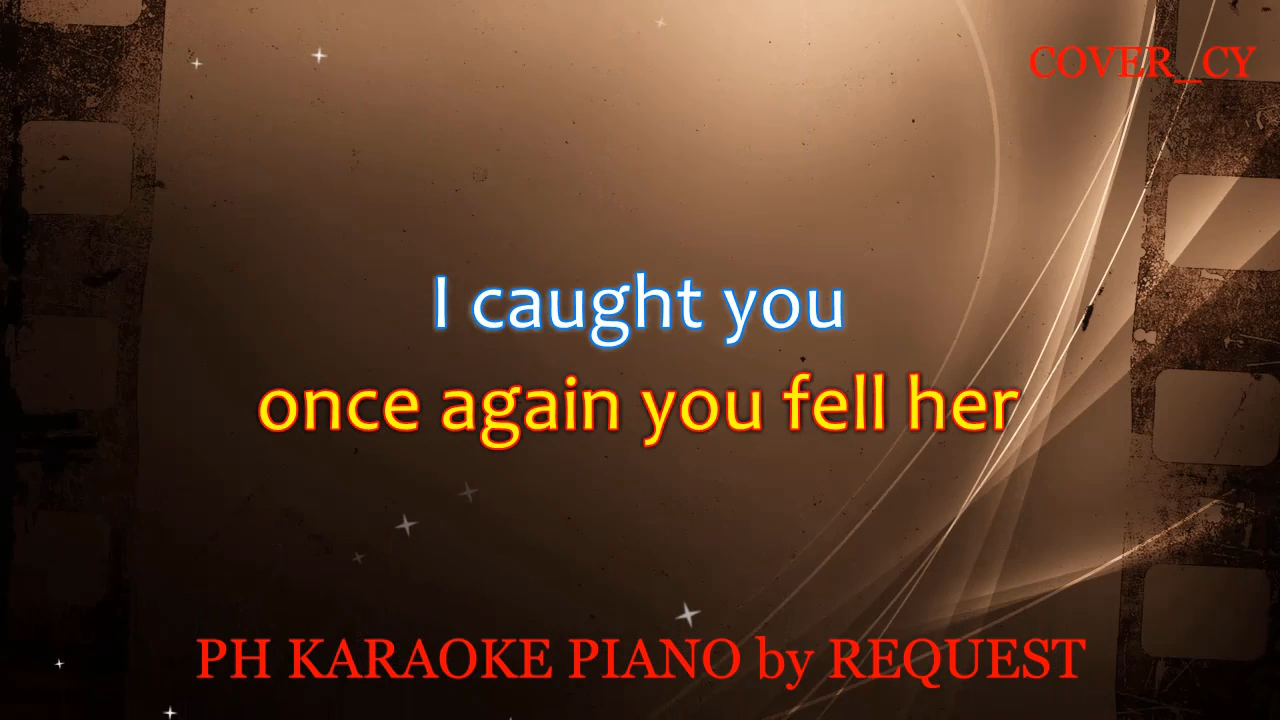 COVER_CY
I caught you
once again you fell her
PH KARAOKE PIANO by REQUEST